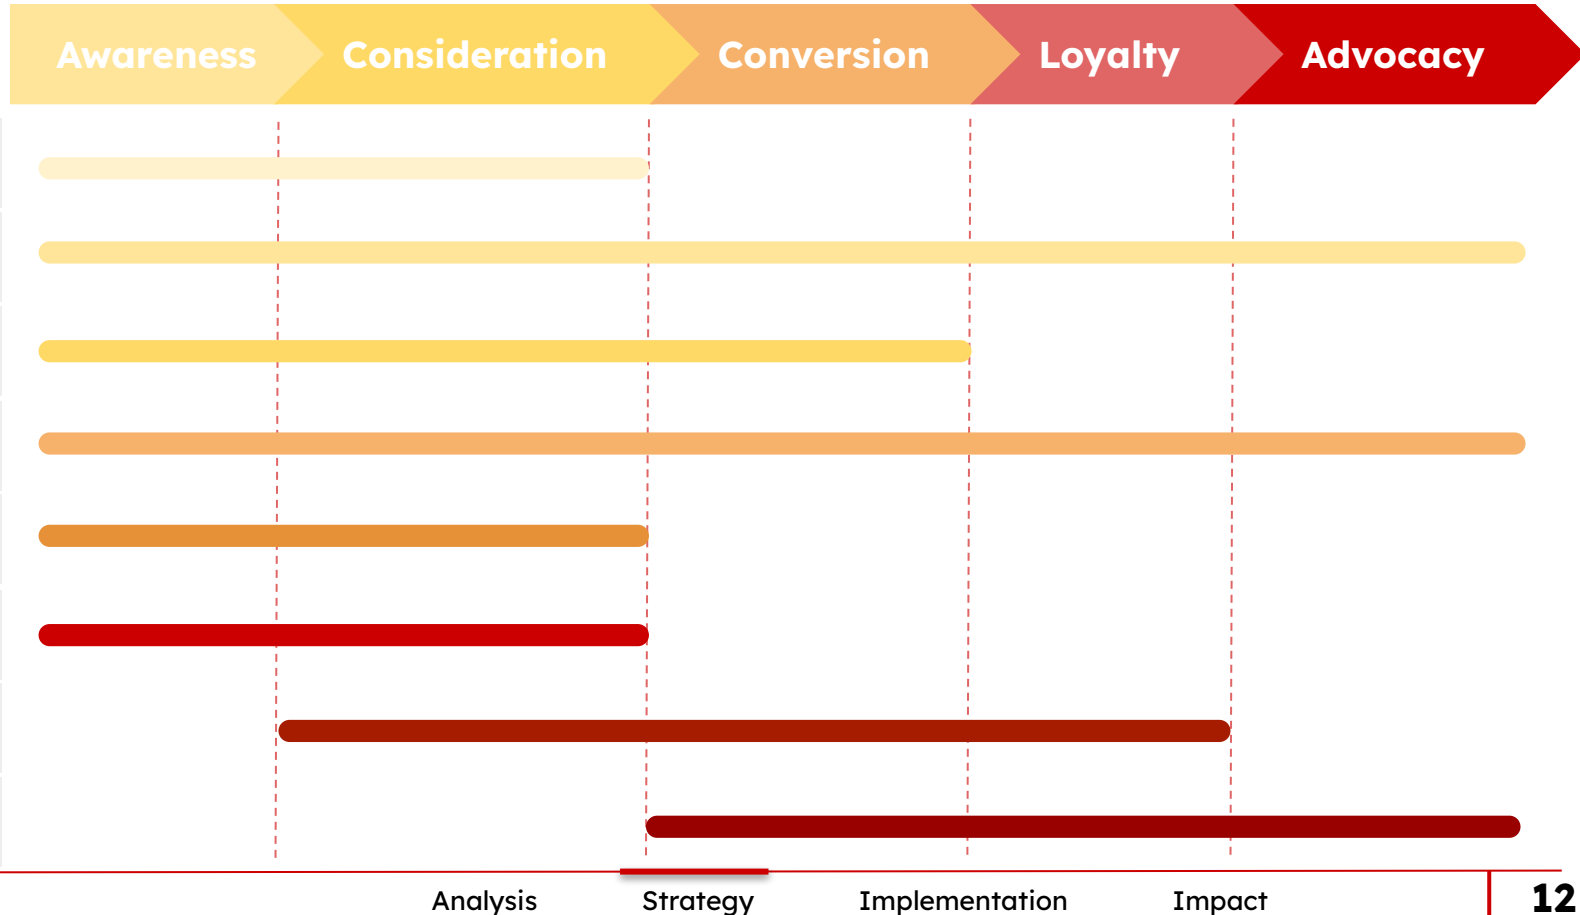 Awareness Consideration Conversion Loyalty Advocacy
Analysis Strategy Implementation Impact 12